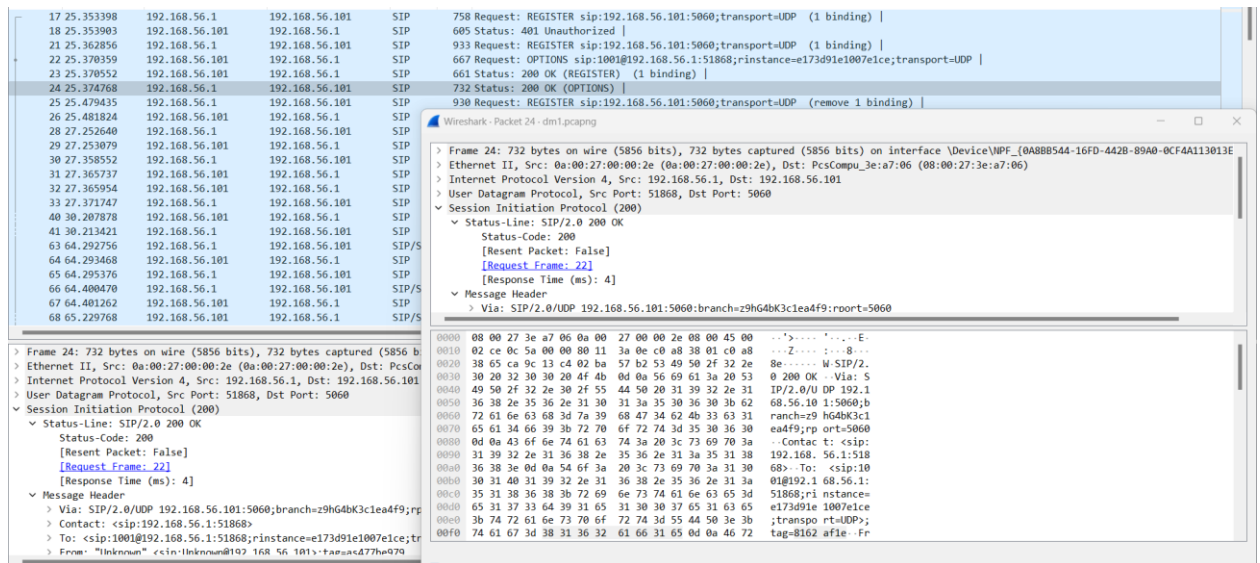 17 25.353398 192.168.56.1 192.168.56.101 SIP 758 Request: REGISTER sip:192.168.56.101:5060;transport=UDP (1 binding) |
18 25.353903 192.168.56.101 192.168.56.1 SIP 605 Status: 401 Unauthorized |
21 25.362856 192.168.56.1 192.168.56.101 SIP 933 Request: REGISTER sip:192.168.56.101:5060;transport=UDP (1 binding) |
22 25.370359 192.168.56.101 192.168.56.1 SIP 667 Request: OPTIONS sip:1001@192.168.56.1:51868;rinstance=e173d91e1007e1ce;transport=UDP |
23 25.370552 192.168.56.101 192.168.56.1 SIP 661 Status: 200 OK (REGISTER) (1 binding) |
24 25.374768 192.168.56.1 192.168.56.101 SIP 732 Status: 200 OK (OPTIONS) |
25 25.479435 192.168.56.1 192.168.56.101 SIP 930 Request: REGISTER sip:192.168.56.101:5060;transport=UDP (remove 1 binding) |
26 25.481824 192.168.56.101 192.168.56.1 SIP
28 27.252640 192.168.56.1 192.168.56.101 SIP
29 27.253079 192.168.56.101 192.168.56.1 SIP
30 27.358552 192.168.56.1 192.168.56.101 SIP
31 27.365737 192.168.56.101 192.168.56.1 SIP
32 27.365954 192.168.56.101 192.168.56.1 SIP
33 27.371747 192.168.56.1 192.168.56.101 SIP
40 30.207878 192.168.56.101 192.168.56.1 SIP
41 30.213421 192.168.56.1 192.168.56.101 SIP
63 64.292756 192.168.56.1 192.168.56.101 SIP/S
64 64.293468 192.168.56.101 192.168.56.1 SIP
65 64.295376 192.168.56.1 192.168.56.101 SIP
66 64.400470 192.168.56.1 192.168.56.101 SIP/S
67 64.401262 192.168.56.101 192.168.56.1 SIP
68 65.229768 192.168.56.101 192.168.56.1 SIP/S
Frame 24: 732 bytes on wire (5856 bits), 732 bytes captured (5856 b
Ethernet II, Src: 0a:00:27:00:00:2e (0a:00:27:00:00:2e), Dst: PcsCo
Internet Protocol Version 4, Src: 192.168.56.1, Dst: 192.168.56.101
User Datagram Protocol, Src Port: 51868, Dst Port: 5060
Session Initiation Protocol (200)
Status-Line: SIP/2.0 200 OK
Status-Code: 200
[Resent Packet: False]
[Request Frame: 22]
[Response Time (ms): 4]
Message Header
Via: SIP/2.0/UDP 192.168.56.101:5060;branch=z9hG4bK3c1ea4f9;rp
Contact: <sip:192.168.56.1:51868>
To: <sip:1001@192.168.56.1:51868;rinstance=e173d91e1007e1ce;tr
From: "Unknown" <sip:Unknown@192.168.56.101>;tag=as477be979
Wireshark · Packet 24 · dm1.pcapng
Frame 24: 732 bytes on wire (5856 bits), 732 bytes captured (5856 bits) on interface \Device\NPF_{0A8BB544-16FD-442B-89A0-0CF4A113013E
Ethernet II, Src: 0a:00:27:00:00:2e (0a:00:27:00:00:2e), Dst: PcsCompu_3e:a7:06 (08:00:27:3e:a7:06)
Internet Protocol Version 4, Src: 192.168.56.1, Dst: 192.168.56.101
User Datagram Protocol, Src Port: 51868, Dst Port: 5060
Session Initiation Protocol (200)
Status-Line: SIP/2.0 200 OK
Status-Code: 200
[Resent Packet: False]
[Request Frame: 22]
[Response Time (ms): 4]
Message Header
Via: SIP/2.0/UDP 192.168.56.101:5060;branch=z9hG4bK3c1ea4f9;rport=5060
0000 08 00 27 3e a7 06 0a 00 27 00 00 2e 08 00 45 00 ··'>···· '··.··E·
0010 02 ce 0c 5a 00 00 80 11 3a 0e c0 a8 38 01 c0 a8 ···Z···· :···8···
0020 38 65 ca 9c 13 c4 02 ba 57 b2 53 49 50 2f 32 2e 8e······ W·SIP/2.
0030 30 20 32 30 30 20 4f 4b 0d 0a 56 69 61 3a 20 53 0 200 OK ··Via: S
0040 49 50 2f 32 2e 30 2f 55 44 50 20 31 39 32 2e 31 IP/2.0/U DP 192.1
0050 36 38 2e 35 36 2e 31 30 31 3a 35 30 36 30 3b 62 68.56.10 1:5060;b
0060 72 61 6e 63 68 3d 7a 39 68 47 34 62 4b 33 63 31 ranch=z9 hG4bK3c1
0070 65 61 34 66 39 3b 72 70 6f 72 74 3d 35 30 36 30 ea4f9;rp ort=5060
0080 0d 0a 43 6f 6e 74 61 63 74 3a 20 3c 73 69 70 3a ··Contac t: <sip:
0090 31 39 32 2e 31 36 38 2e 35 36 2e 31 3a 35 31 38 192.168. 56.1:518
00a0 36 38 3e 0d 0a 54 6f 3a 20 3c 73 69 70 3a 31 30 68>··To: <sip:10
00b0 30 31 40 31 39 32 2e 31 36 38 2e 35 36 2e 31 3a 01@192.1 68.56.1:
00c0 35 31 38 36 38 3b 72 69 6e 73 74 61 6e 63 65 3d 51868;ri nstance=
00d0 65 31 37 33 64 39 31 65 31 30 30 37 65 31 63 65 e173d91e 1007e1ce
00e0 3b 74 72 61 6e 73 70 6f 72 74 3d 55 44 50 3e 3b ;transpo rt=UDP>;
00f0 74 61 67 3d 38 31 36 32 61 66 31 65 0d 0a 46 72 tag=8162 af1e··Fr